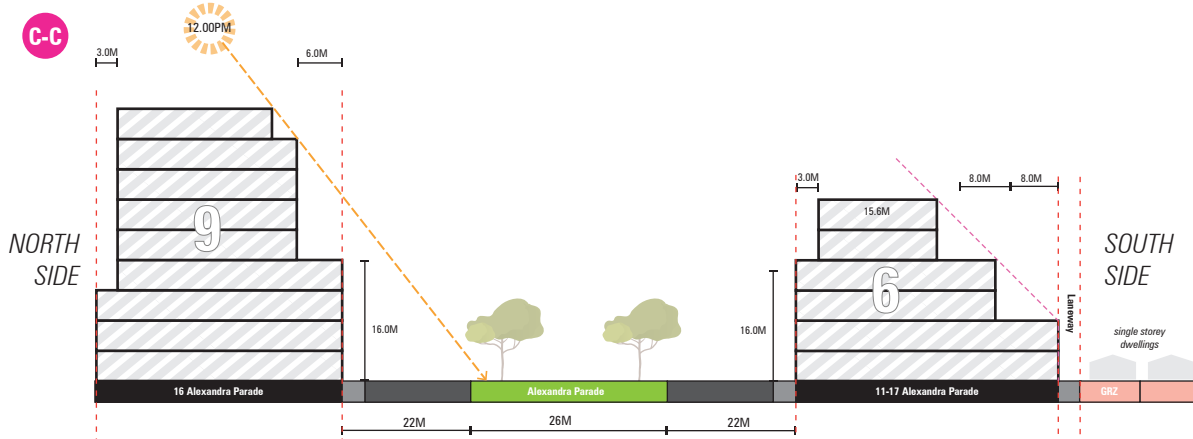 C-C
12.00PM
3.0M
6.0M
3.0M
8.0M
8.0M
15.6M
9
NORTH
SIDE
6
SOUTH
SIDE
16.0M
16.0M
Laneway
single storey
dwellings
16 Alexandra Parade
Alexandra Parade
11-17 Alexandra Parade
GRZ
22M
26M
22M